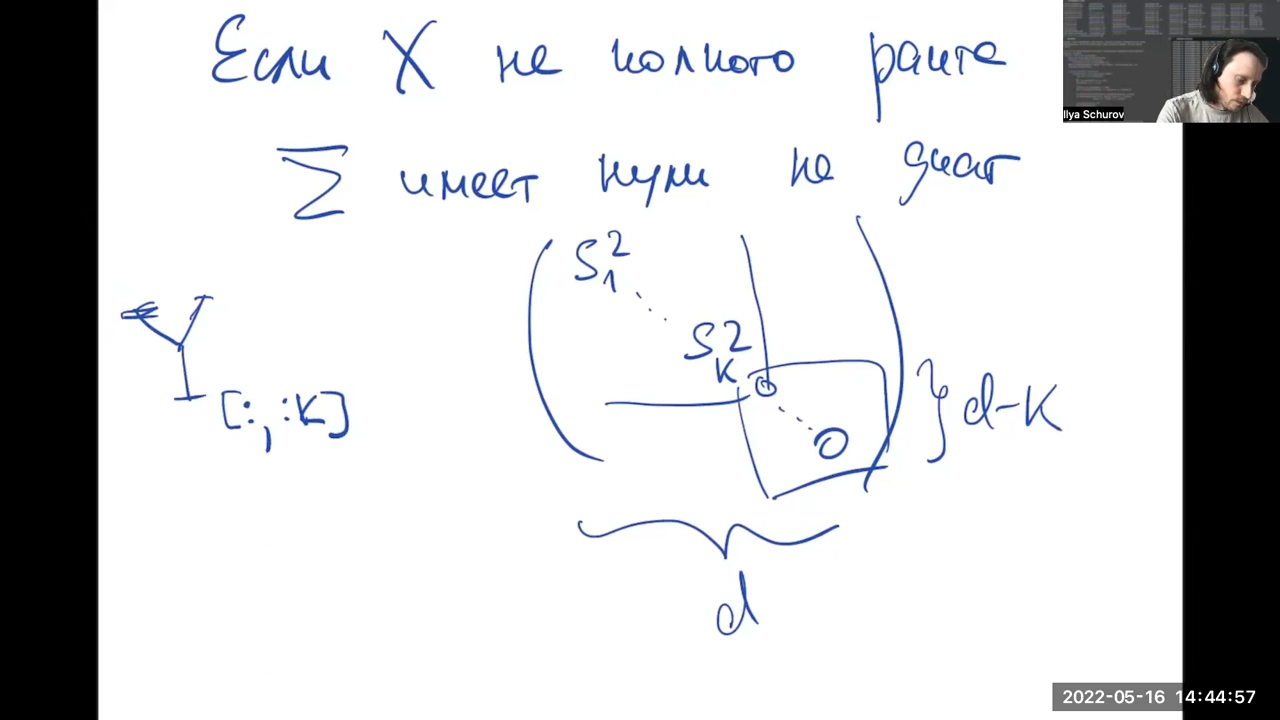 Если X не полного ранга
Σ имеет нули на диаг
S₁²
S_K²
0
0
Y[:, :K]
} d-K
d
Ilya Schurov
2022-05-16 14:44:57